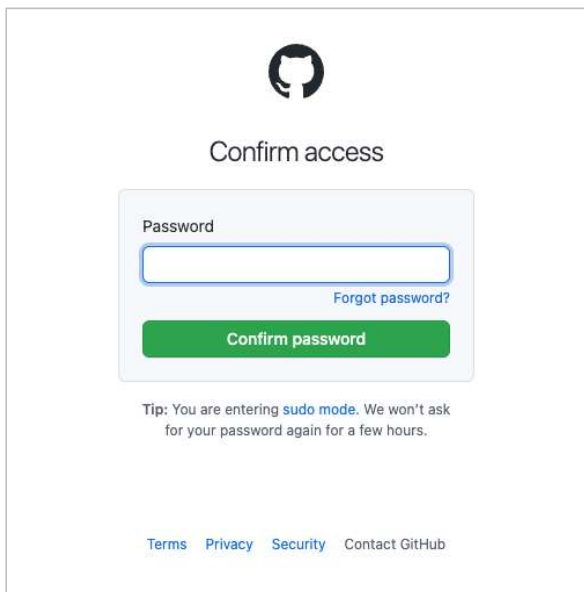 Confirm access
Password
Forgot password?
Confirm password
Tip: You are entering sudo mode. We won’t ask
for your password again for a few hours.
Terms Privacy Security Contact GitHub